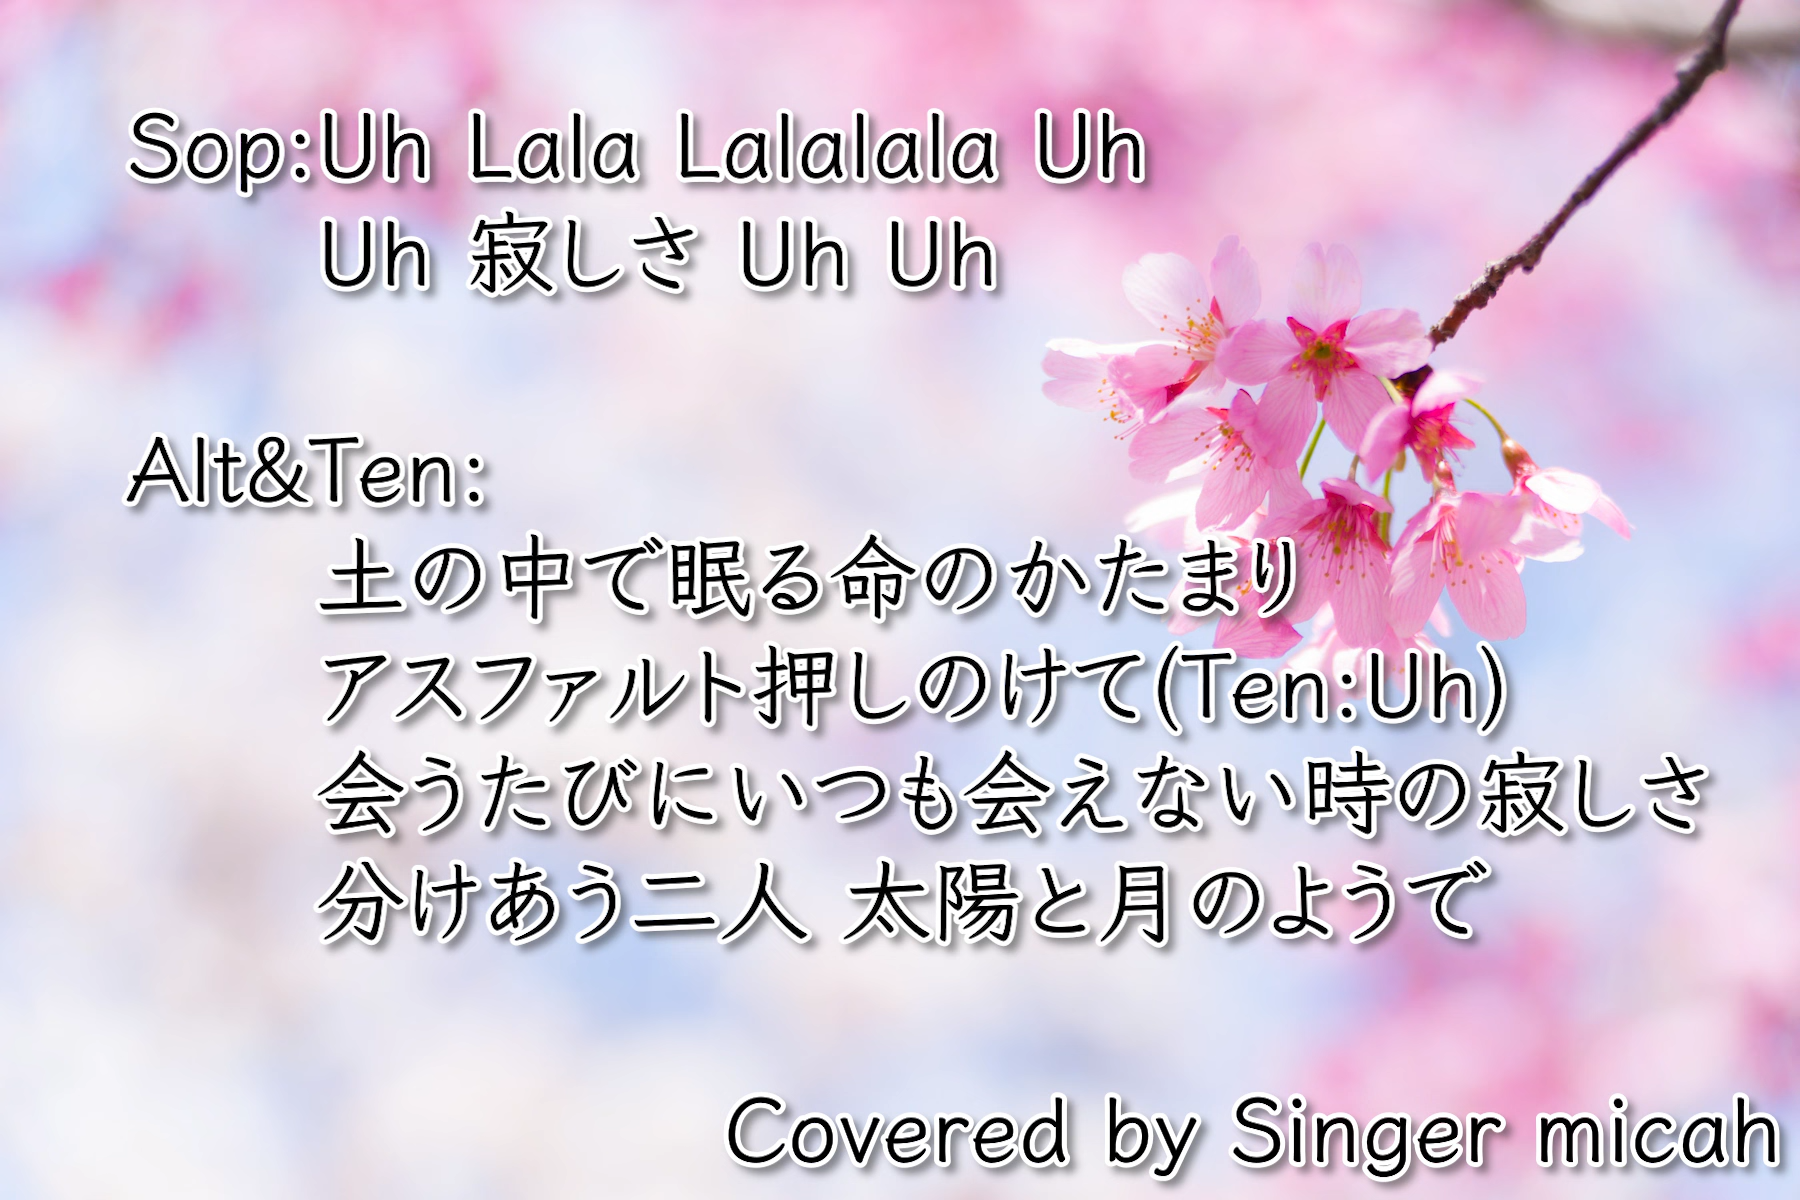 Sop:Uh Lala Lalalala Uh
Uh 寂しさ Uh Uh
Alt&Ten:
土の中で眠る命のかたまり
アスファルト押しのけて(Ten:Uh)
会うたびにいつも会えない時の寂しさ
分けあう二人 太陽と月のようで
Covered by Singer micah